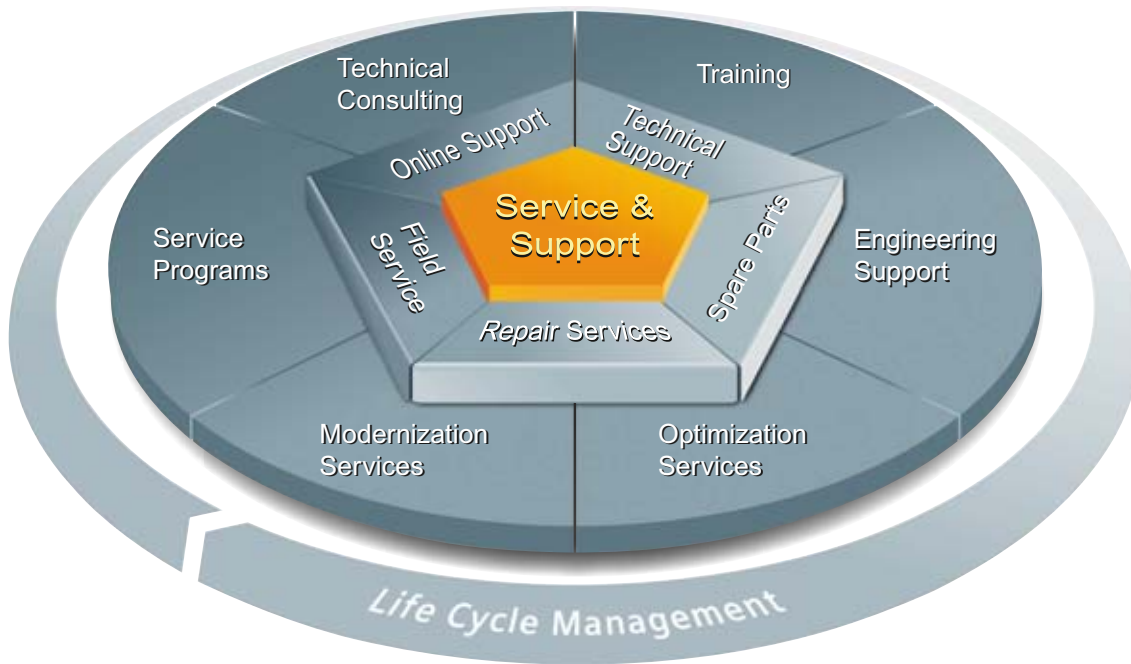 Technical
Consulting
Training
Online Support
Technical
Support
Service &
Support
Service
Programs
Field
Service
Spare Parts
Engineering
Support
Repair Services
Modernization
Services
Optimization
Services
Life Cycle Management